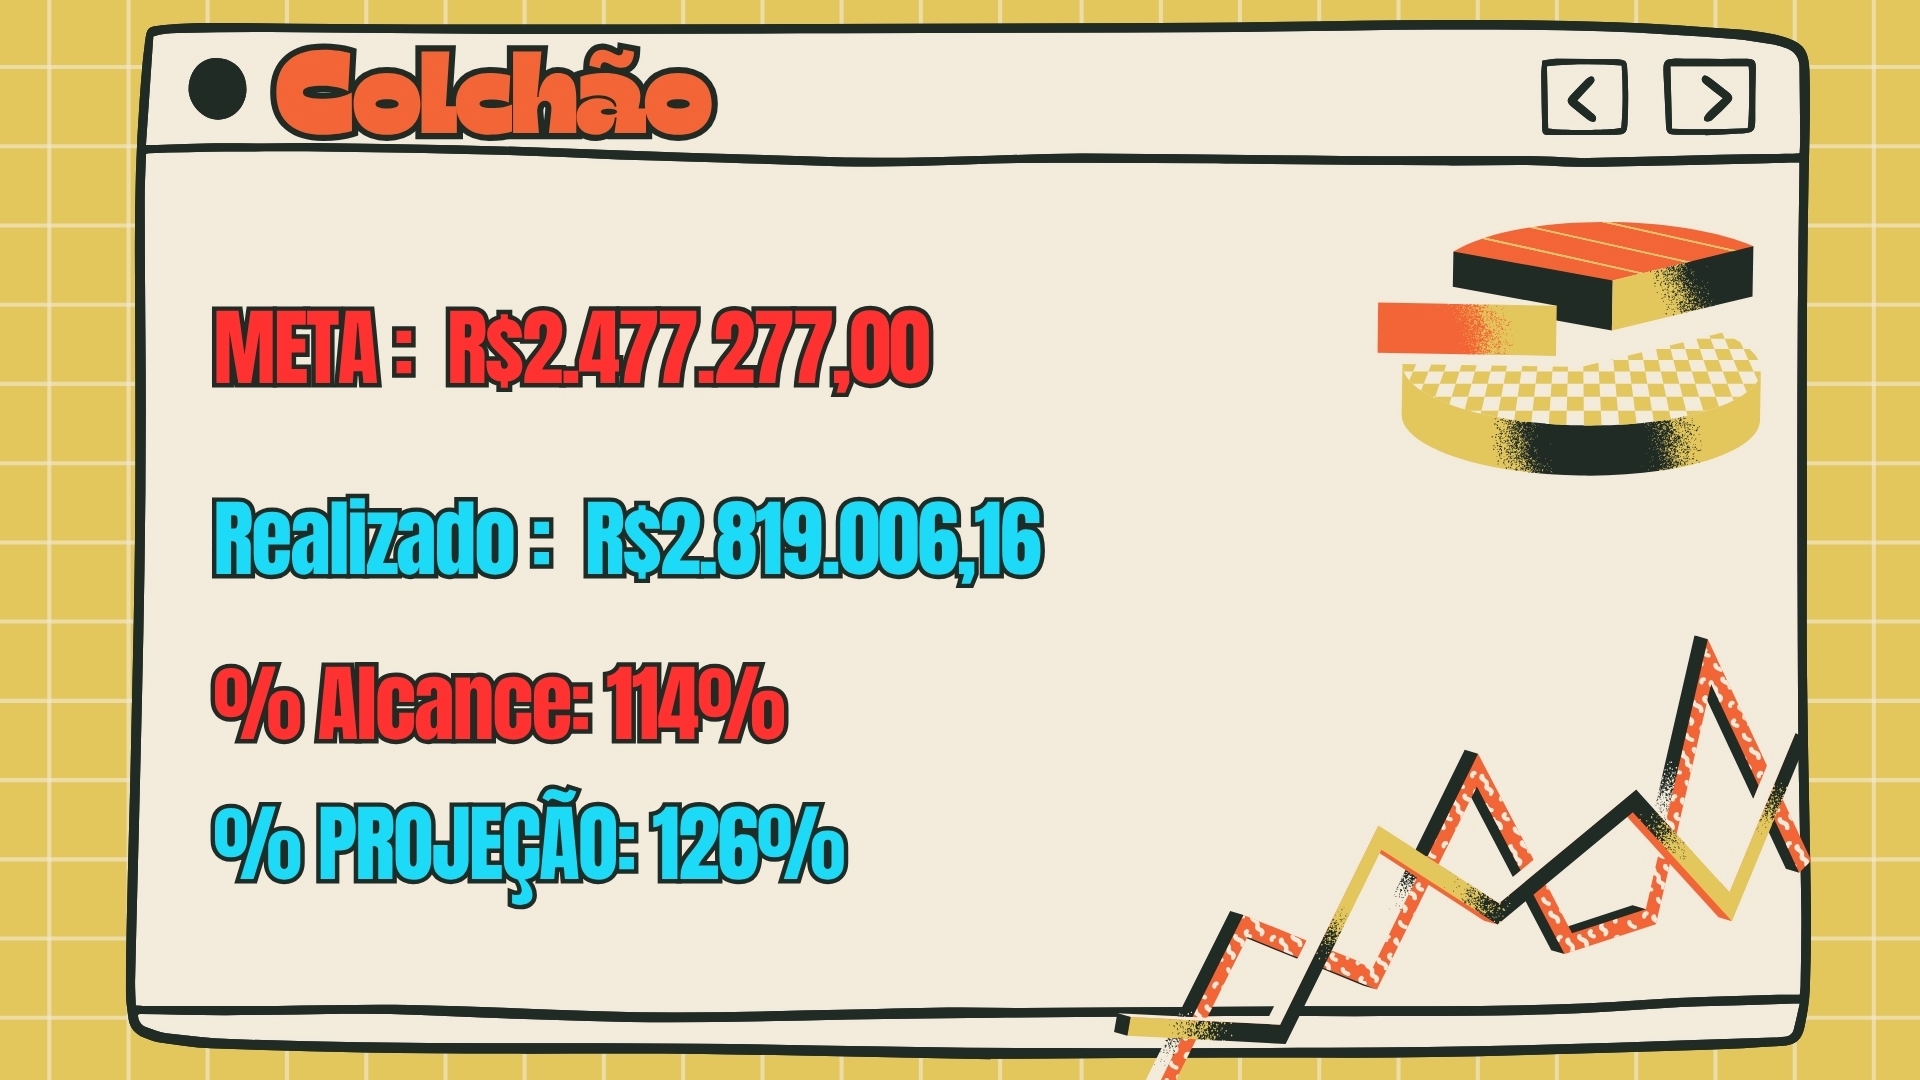 Colchão
META : R$2.477.277,00
Realizado : R$2.819.006,16
% Alcance: 114%
% PROJEÇÃO: 126%